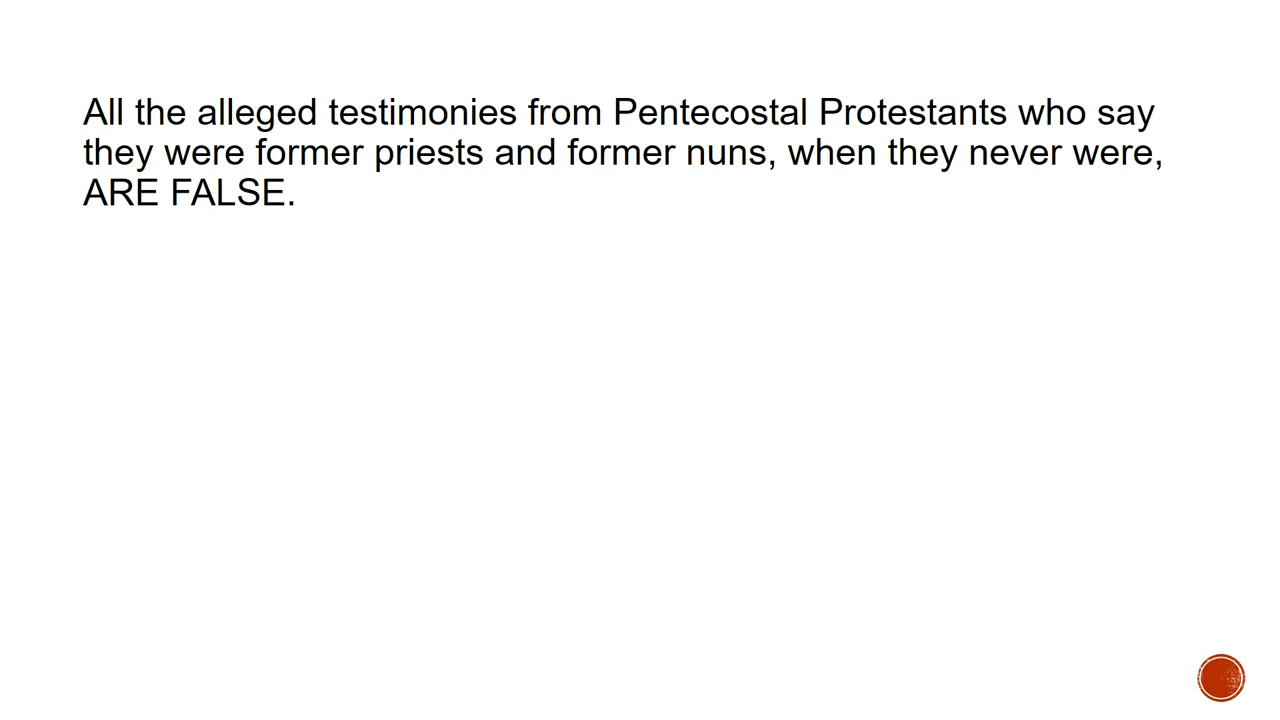 All the alleged testimonies from Pentecostal Protestants who say
they were former priests and former nuns, when they never were,
ARE FALSE.